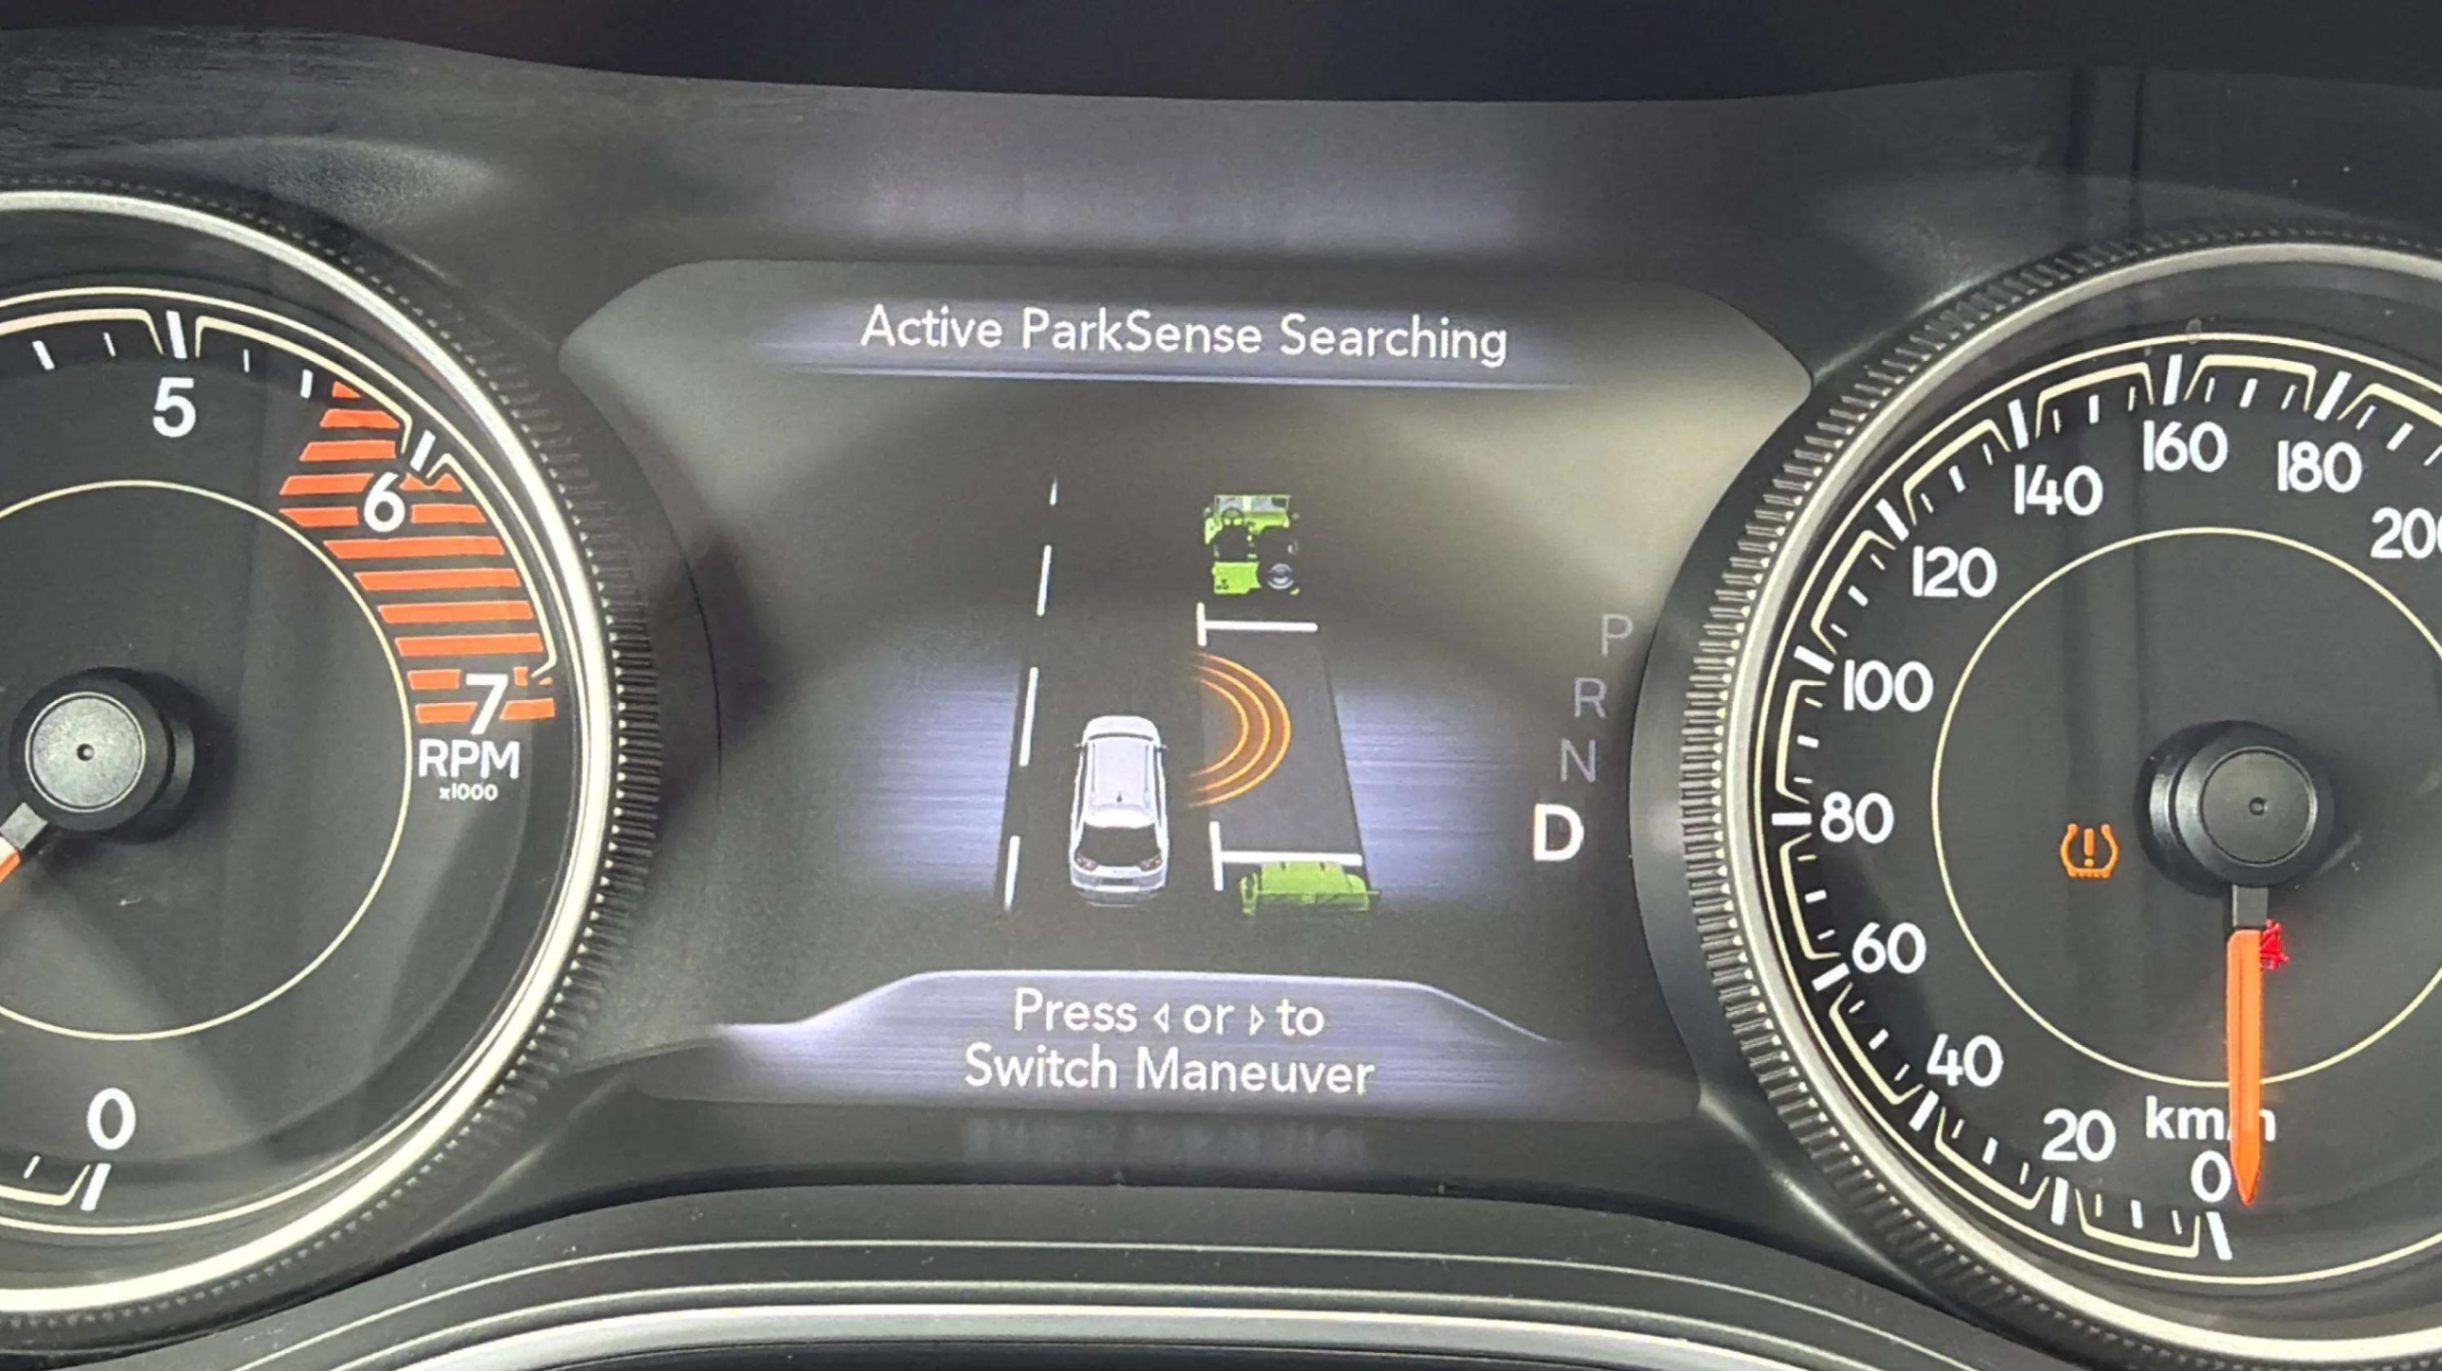 Active ParkSense Searching
5
6
7
RPM
x1000
0
P
R
N
D
Press ◃ or ▹ to
Switch Maneuver
0
20
40
60
80
100
120
140
160
180
km/h